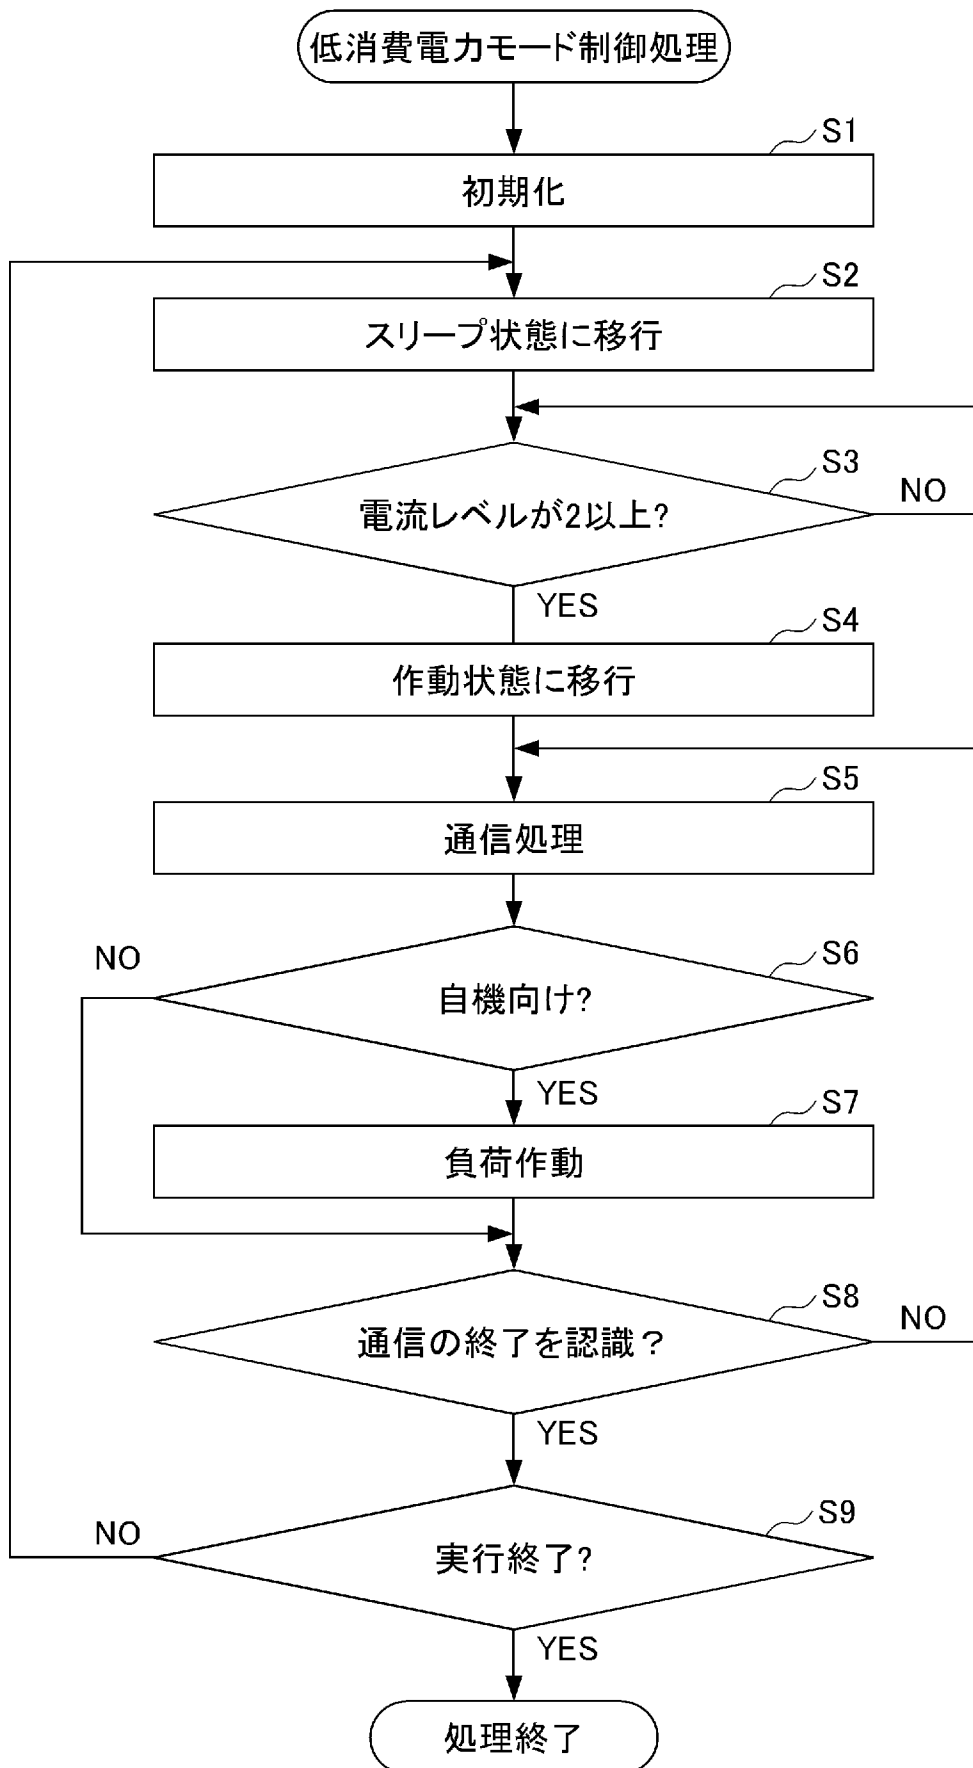 低消費電力モード制御処理
S1
初期化
S2
スリープ状態に移行
S3
電流レベルが2以上?
NO
YES
S4
作動状態に移行
S5
通信処理
NO
S6
自機向け?
YES
S7
負荷作動
S8
通信の終了を認識？
NO
YES
NO
S9
実行終了?
YES
処理終了